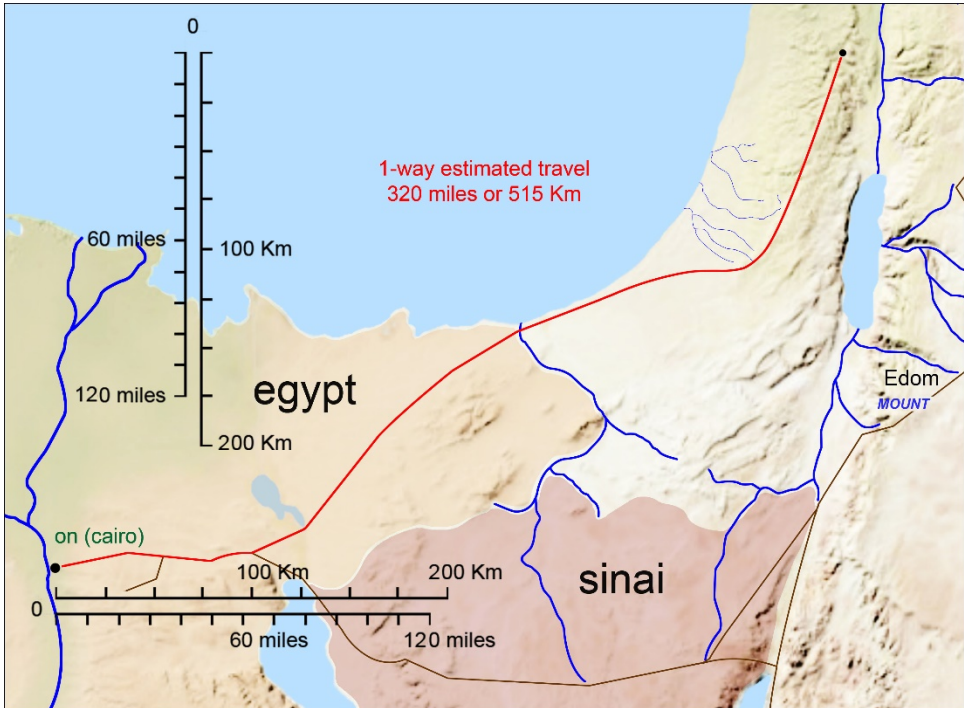 0
1-way estimated travel
320 miles or 515 Km
60 miles
100 Km
egypt
120 miles
200 Km
Edom
MOUNT
on (cairo)
100 Km
200 Km
sinai
0
60 miles
120 miles